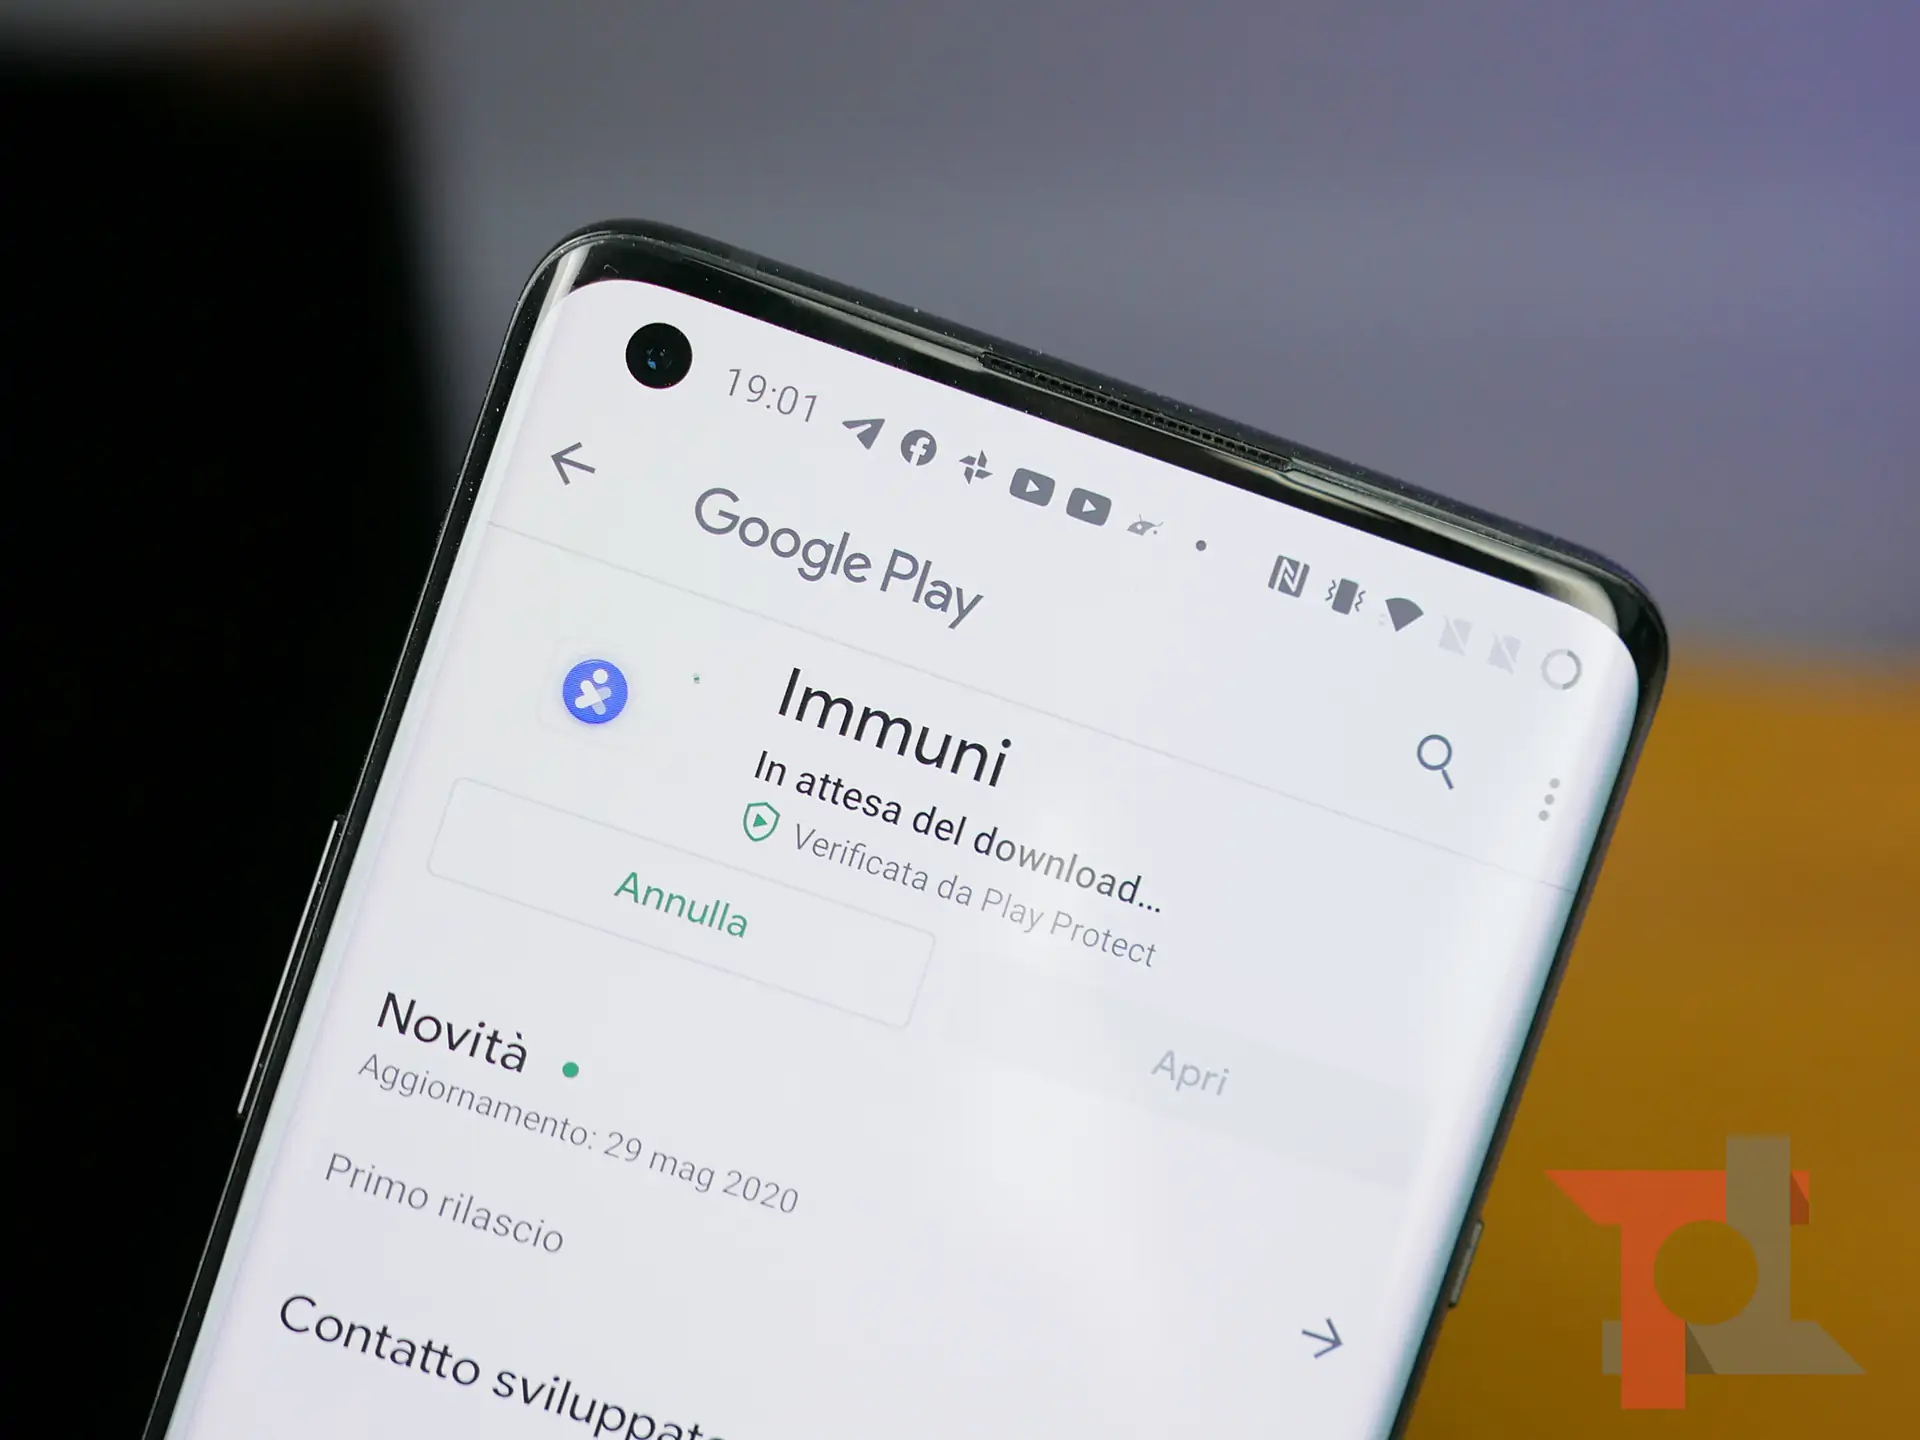 19:01
Google Play
Immuni
In attesa del download...
Verificata da Play Protect
Annulla
Apri
Novità
Aggiornamento: 29 mag 2020
Primo rilascio
Contatto